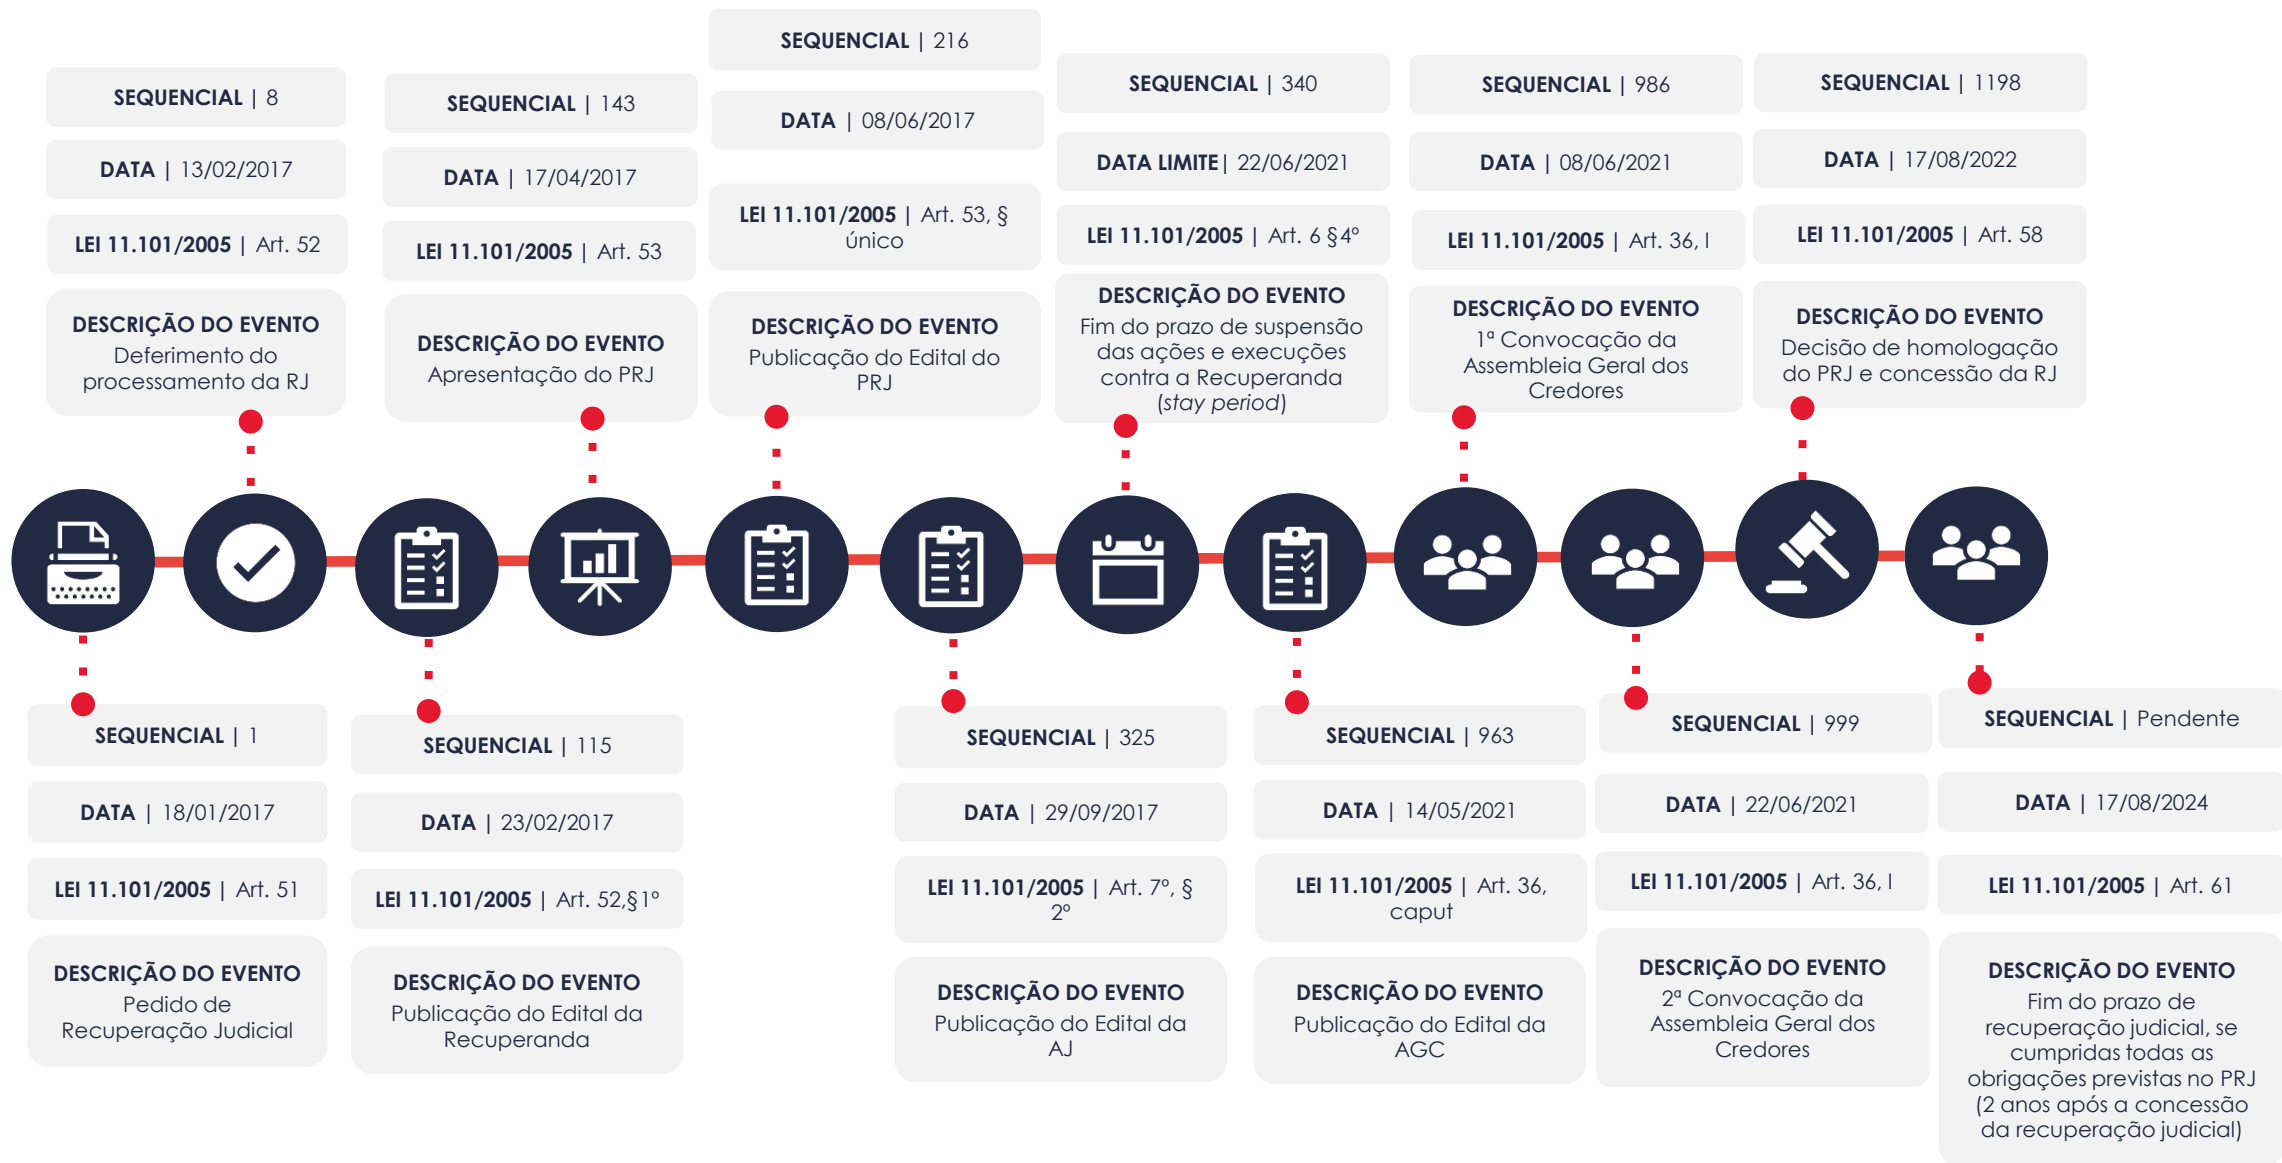 SEQUENCIAL | 8
DATA | 13/02/2017
LEI 11.101/2005 | Art. 52
DESCRIÇÃO DO EVENTO
Deferimento do
processamento da RJ
SEQUENCIAL | 143
DATA | 17/04/2017
LEI 11.101/2005 | Art. 53
DESCRIÇÃO DO EVENTO
Apresentação do PRJ
SEQUENCIAL | 216
DATA | 08/06/2017
LEI 11.101/2005 | Art. 53, §
único
DESCRIÇÃO DO EVENTO
Publicação do Edital do
PRJ
SEQUENCIAL | 340
DATA LIMITE| 22/06/2021
LEI 11.101/2005 | Art. 6 §4º
DESCRIÇÃO DO EVENTO
Fim do prazo de suspensão
das ações e execuções
contra a Recuperanda
(stay period)
SEQUENCIAL | 986
DATA | 08/06/2021
LEI 11.101/2005 | Art. 36, I
DESCRIÇÃO DO EVENTO
1ª Convocação da
Assembleia Geral dos
Credores
SEQUENCIAL | 1198
DATA | 17/08/2022
LEI 11.101/2005 | Art. 58
DESCRIÇÃO DO EVENTO
Decisão de homologação
do PRJ e concessão da RJ
SEQUENCIAL | 1
DATA | 18/01/2017
LEI 11.101/2005 | Art. 51
DESCRIÇÃO DO EVENTO
Pedido de
Recuperação Judicial
SEQUENCIAL | 115
DATA | 23/02/2017
LEI 11.101/2005 | Art. 52,§1º
DESCRIÇÃO DO EVENTO
Publicação do Edital da
Recuperanda
SEQUENCIAL | 325
DATA | 29/09/2017
LEI 11.101/2005 | Art. 7º, §
2º
DESCRIÇÃO DO EVENTO
Publicação do Edital da
AJ
SEQUENCIAL | 963
DATA | 14/05/2021
LEI 11.101/2005 | Art. 36,
caput
DESCRIÇÃO DO EVENTO
Publicação do Edital da
AGC
SEQUENCIAL | 999
DATA | 22/06/2021
LEI 11.101/2005 | Art. 36, I
DESCRIÇÃO DO EVENTO
2ª Convocação da
Assembleia Geral dos
Credores
SEQUENCIAL | Pendente
DATA | 17/08/2024
LEI 11.101/2005 | Art. 61
DESCRIÇÃO DO EVENTO
Fim do prazo de
recuperação judicial, se
cumpridas todas as
obrigações previstas no PRJ
(2 anos após a concessão
da recuperação judicial)